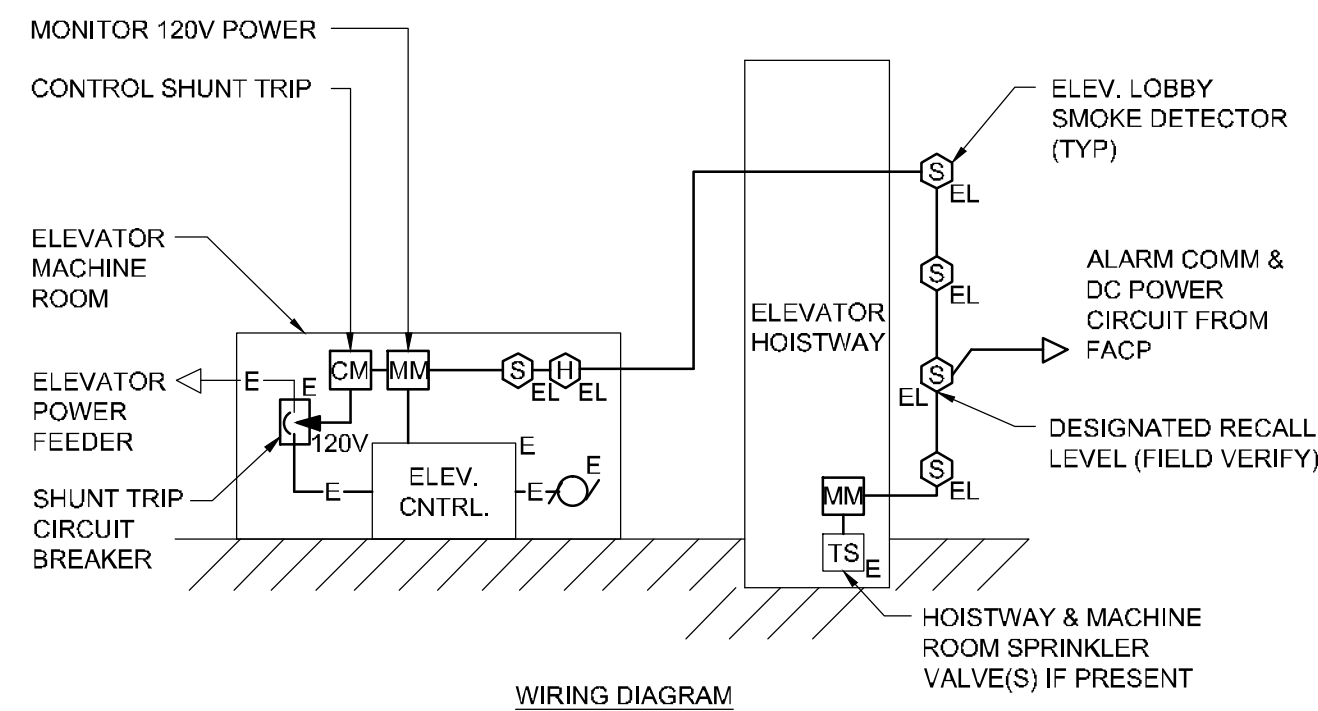 MONITOR 120V POWER
CONTROL SHUNT TRIP
ELEVATOR
MACHINE
ROOM
ELEVATOR
POWER
FEEDER
SHUNT TRIP
CIRCUIT
BREAKER
E
E
CM
MM
S
EL
H
EL
120V
E
ELEV.
CNTRL.
E
E
E
ELEVATOR
HOISTWAY
S
EL
S
EL
S
EL
S
EL
MM
TS
E
ELEV. LOBBY
SMOKE DETECTOR
(TYP)
ALARM COMM &
DC POWER
CIRCUIT FROM
FACP
DESIGNATED RECALL
LEVEL (FIELD VERIFY)
HOISTWAY & MACHINE
ROOM SPRINKLER
VALVE(S) IF PRESENT
WIRING DIAGRAM